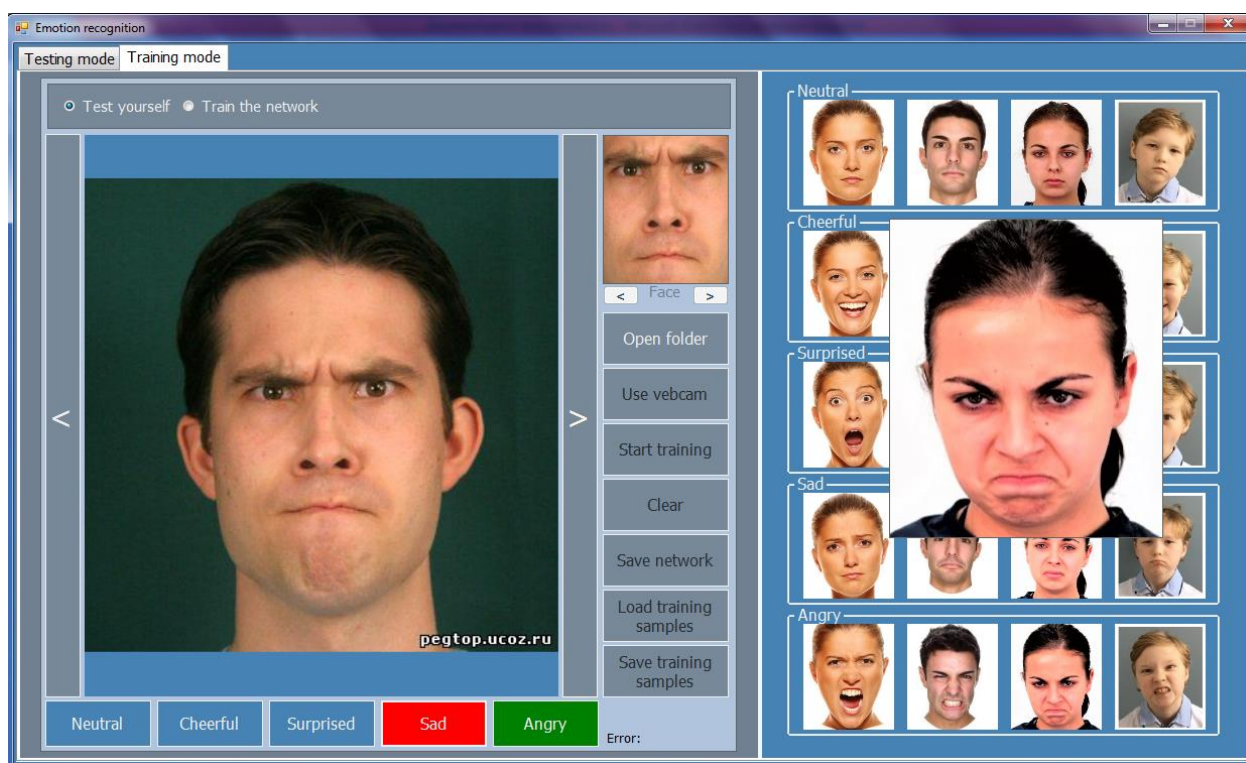 Emotion recognition
Testing mode
Training mode
Test yourself
Train the network
<
>
pegtop.ucoz.ru
< Face >
Open folder
Use vebcam
Start training
Clear
Save network
Load training
samples
Save training
samples
Neutral
Cheerful
Surprised
Sad
Angry
Error:
Neutral
Cheerful
Surprised
Sad
Angry